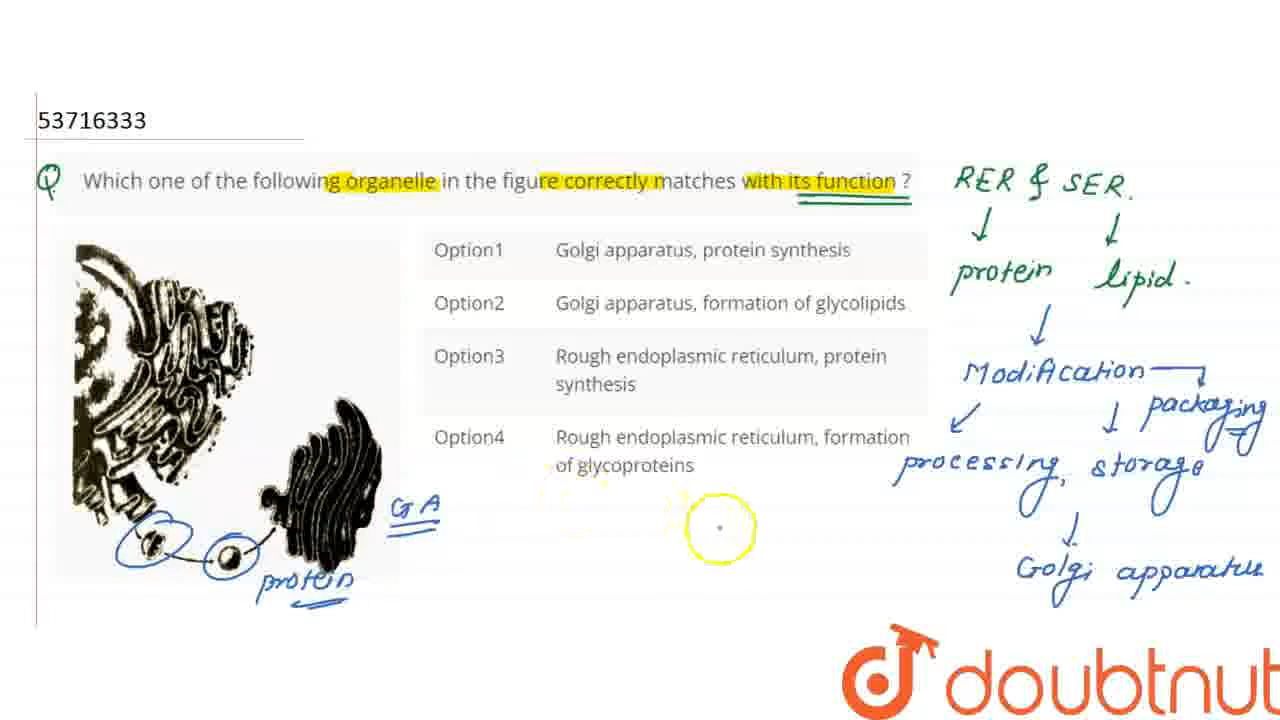 53716333
Q Which one of the following organelle in the figure correctly matches with its function ?
Option1 Golgi apparatus, protein synthesis
Option2 Golgi apparatus, formation of glycolipids
Option3 Rough endoplasmic reticulum, protein
synthesis
Option4 Rough endoplasmic reticulum, formation
of glycoproteins
GA
protein
RER & SER.
protein lipid.
Modification
packaging
processing, storage
Golgi apparatus
doubtnut